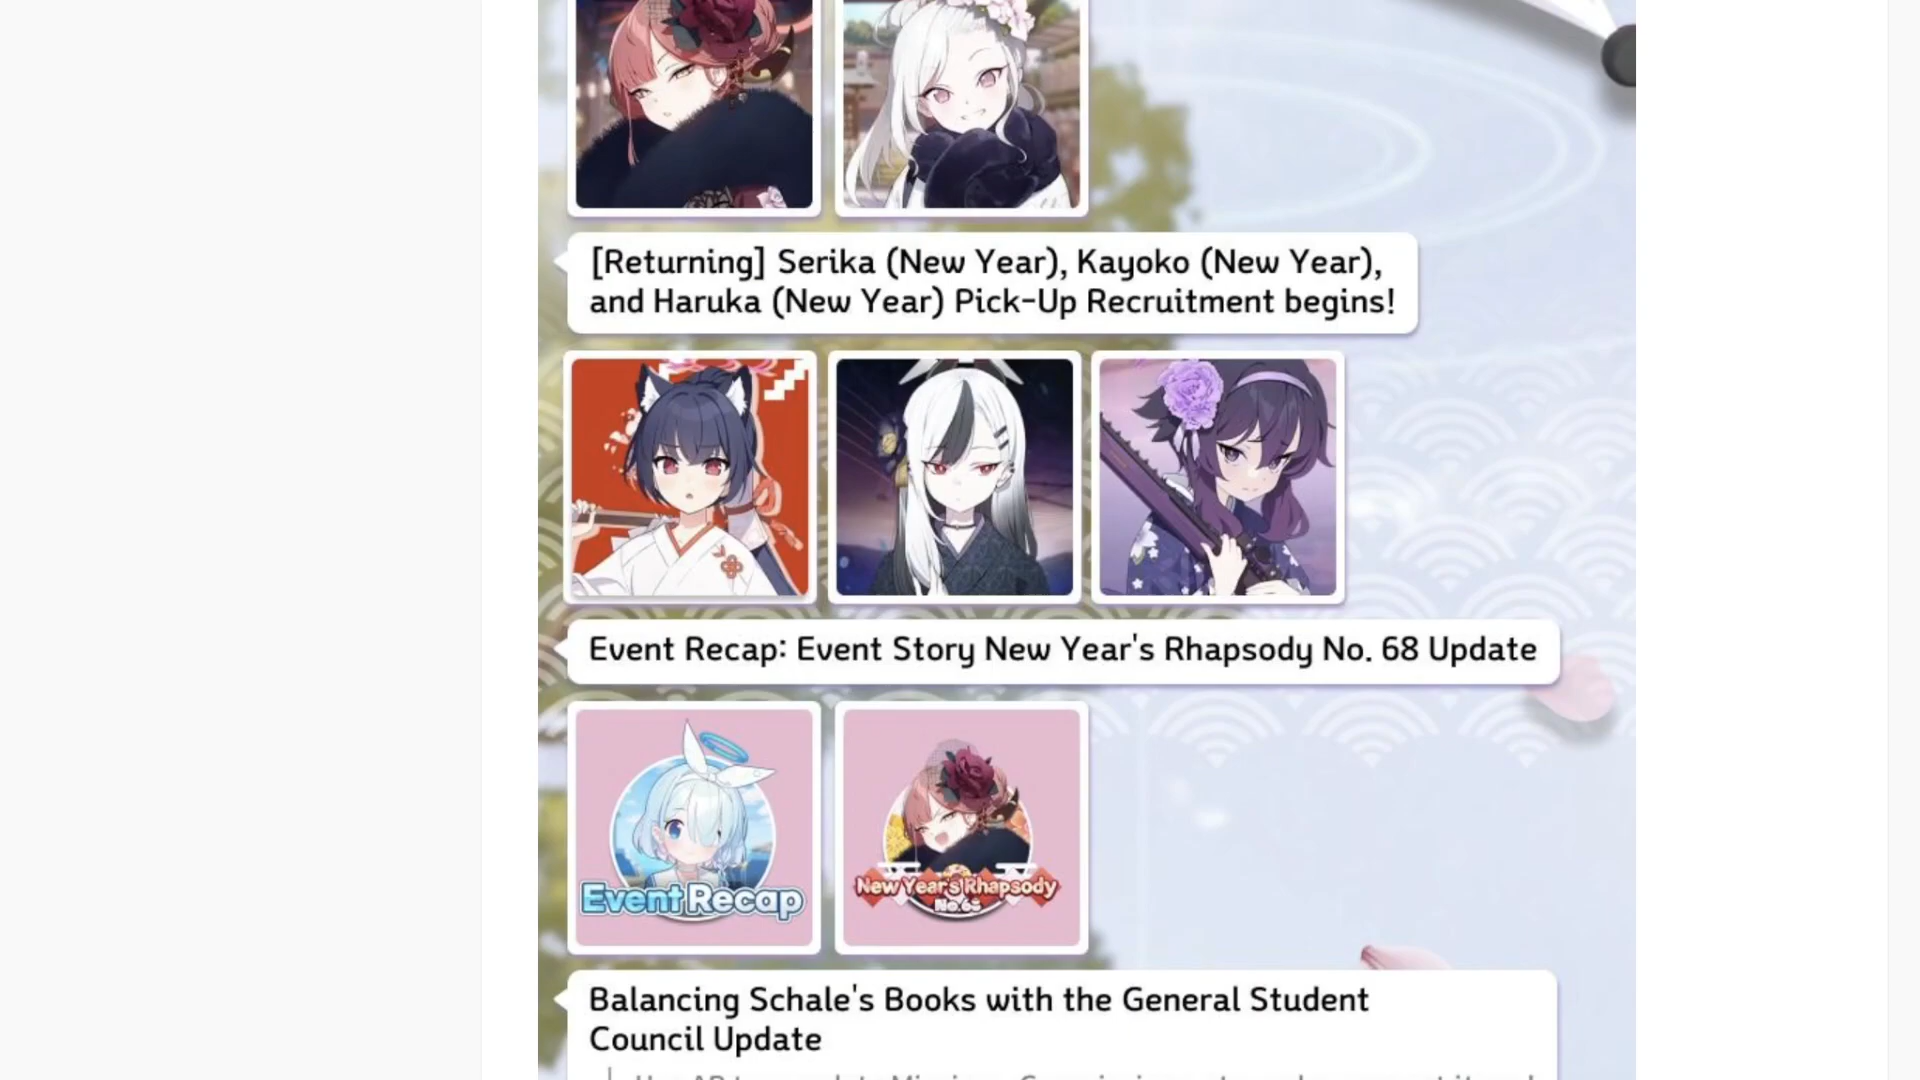 [Returning] Serika (New Year), Kayoko (New Year),
and Haruka (New Year) Pick-Up Recruitment begins!
Event Recap: Event Story New Year's Rhapsody No. 68 Update
Event Recap
New Year's Rhapsody
No.68
Balancing Schale's Books with the General Student
Council Update